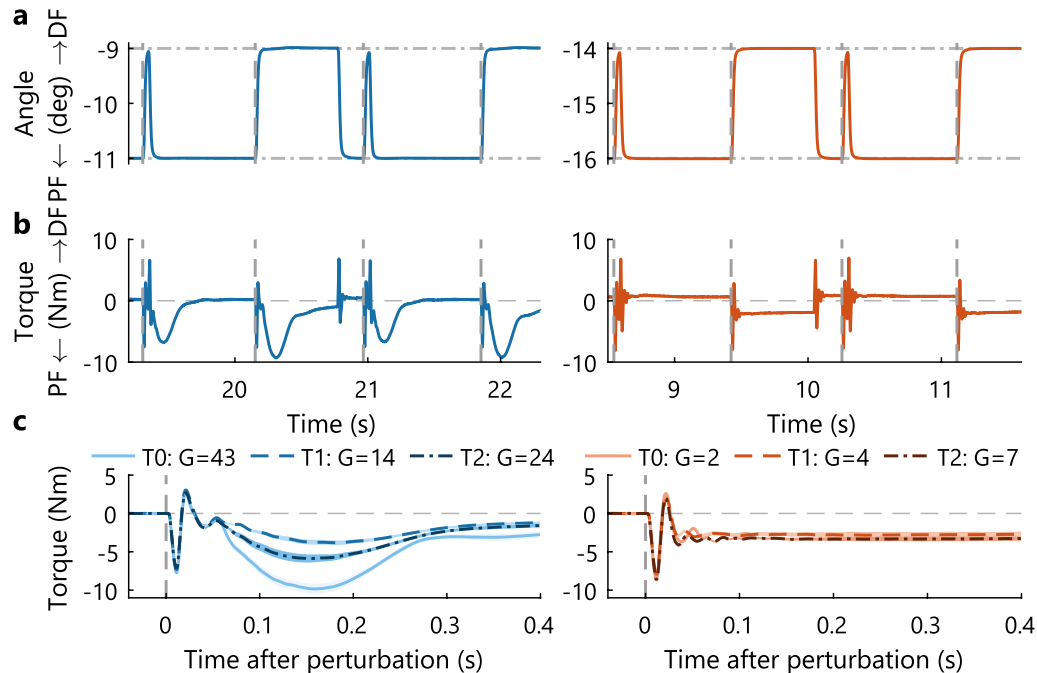 a
Angle
PF ← (deg) → DF
-9
-10
-11
-14
-15
-16
b
Torque
PF ← (Nm) → DF
10
0
-10
20
21
22
Time (s)
10
0
-10
9
10
11
Time (s)
c
T0: G=43 T1: G=14 T2: G=24
T0: G=2 T1: G=4 T2: G=7
Torque (Nm)
5
0
-5
-10
0
0.1
0.2
0.3
0.4
Time after perturbation (s)
5
0
-5
-10
0
0.1
0.2
0.3
0.4
Time after perturbation (s)